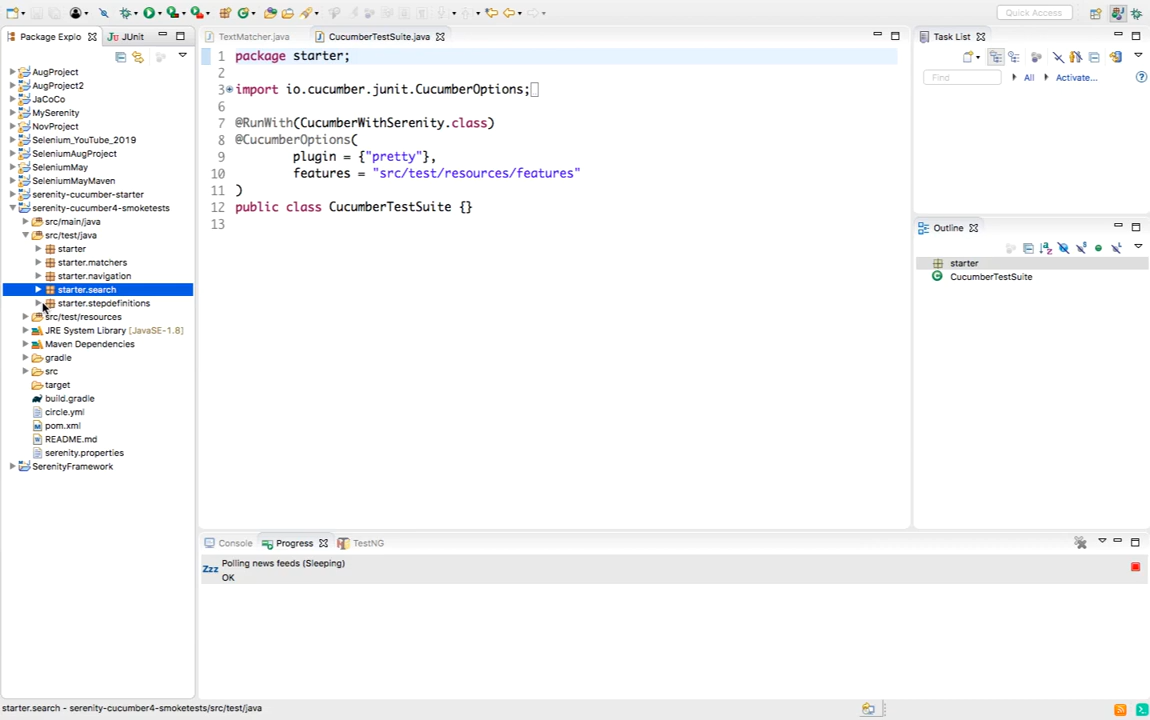 Quick Access
Package Explo
JUnit
TextMatcher.java
CucumberTestSuite.java
Task List
AugProject
AugProject2
JaCoCo
MySerenity
NovProject
Selenium_YouTube_2019
SeleniumAugProject
SeleniumMay
SeleniumMayMaven
serenity-cucumber-starter
serenity-cucumber4-smoketests
src/main/java
src/test/java
starter
starter.matchers
starter.navigation
starter.search
starter.stepdefinitions
src/test/resources
JRE System Library [JavaSE-1.8]
Maven Dependencies
gradle
src
target
build.gradle
circle.yml
pom.xml
README.md
serenity.properties
SerenityFramework
1 package starter;
2
3 import io.cucumber.junit.CucumberOptions;
6
7 @RunWith(CucumberWithSerenity.class)
8 @CucumberOptions(
9 plugin = {"pretty"},
10 features = "src/test/resources/features"
11 )
12 public class CucumberTestSuite {}
13
Find
All
Activate...
Outline
starter
CucumberTestSuite
Console
Progress
TestNG
Zzz
Polling news feeds (Sleeping)
OK
starter.search - serenity-cucumber4-smoketests/src/test/java